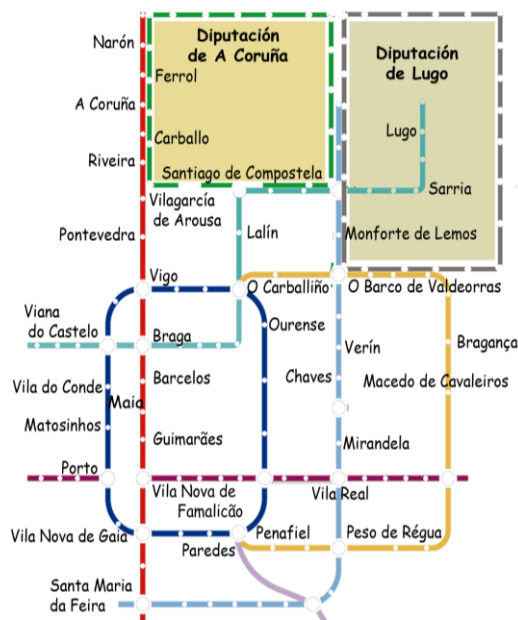 Narón
Diputación
de A Coruña
Diputación
de Lugo
Ferrol
A Coruña
Lugo
Carballo
Riveira
Santiago de Compostela
Sarria
Vilagarcía
de Arousa
Pontevedra
Lalín
Monforte de Lemos
Vigo
O Carballiño
O Barco de Valdeorras
Viana
do Castelo
Ourense
Braga
Verín
Bragança
Barcelos
Chaves
Macedo de Cavaleiros
Vila do Conde
Maia
Matosinhos
Guimarães
Mirandela
Porto
Vila Nova de
Famalicão
Vila Real
Vila Nova de Gaia
Penafiel
Peso de Régua
Paredes
Santa Maria
da Feira